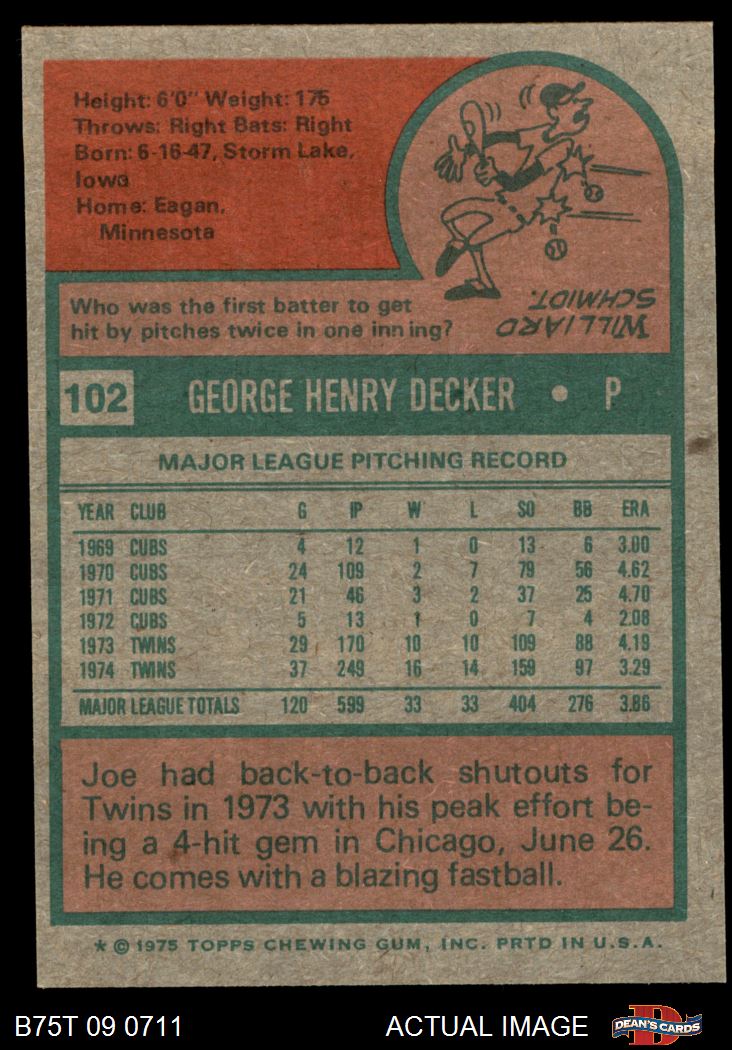 Height: 6'0" Weight: 175
Throws: Right Bats: Right
Born: 6-16-47, Storm Lake,
Iowa
Home: Eagan,
Minnesota
Who was the first batter to get
hit by pitches twice in one inning?
WILLIARD
SCHMIDT.
102 GEORGE HENRY DECKER • P
MAJOR LEAGUE PITCHING RECORD
YEAR CLUB G IP W L SO BB ERA
1969 CUBS 4 12 1 0 13 6 3.00
1970 CUBS 24 109 2 7 79 56 4.62
1971 CUBS 21 46 3 2 37 25 4.70
1972 CUBS 5 13 1 0 7 4 2.08
1973 TWINS 29 170 10 10 109 88 4.19
1974 TWINS 37 249 16 14 159 97 3.29
MAJOR LEAGUE TOTALS 120 599 33 33 404 276 3.86
Joe had back-to-back shutouts for
Twins in 1973 with his peak effort be-
ing a 4-hit gem in Chicago, June 26.
He comes with a blazing fastball.
* © 1975 TOPPS CHEWING GUM, INC. PRTD IN U.S.A.
B75T 09 0711 ACTUAL IMAGE DEAN'S CARDS